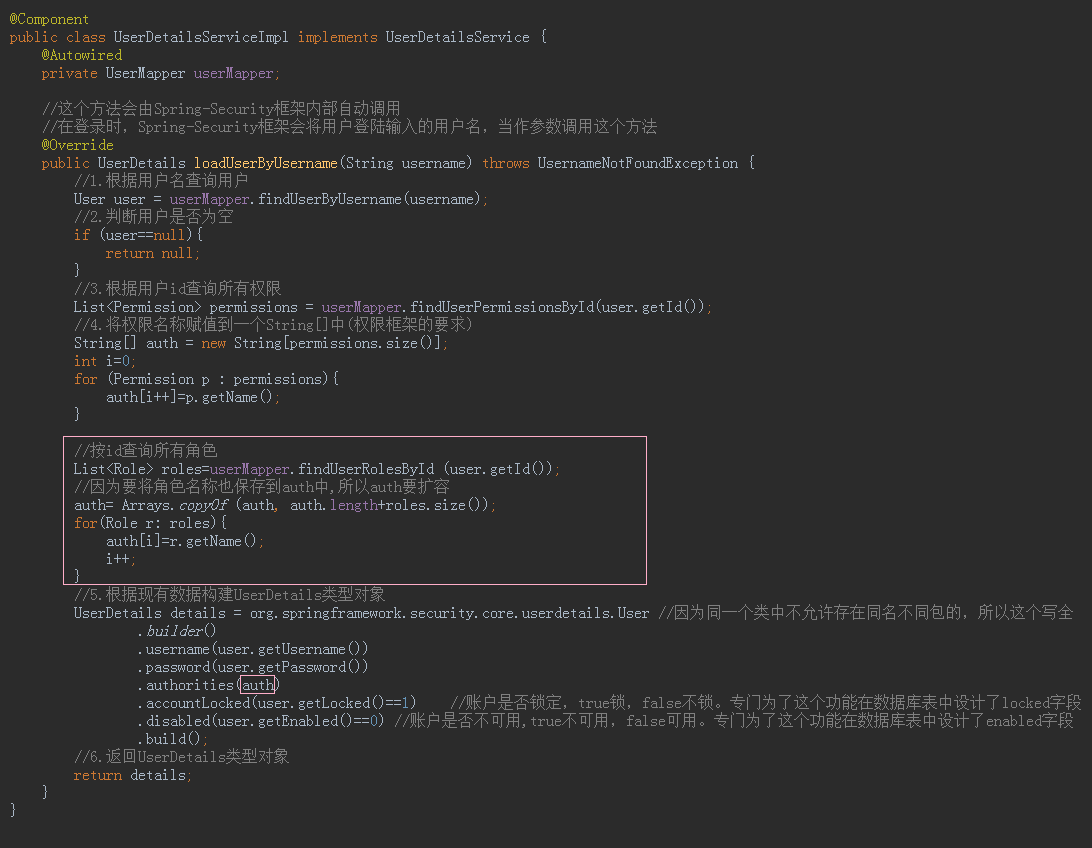 @Component
public class UserDetailsServiceImpl implements UserDetailsService {
    @Autowired
    private UserMapper userMapper;

    //这个方法会由Spring-Security框架内部自动调用
    //在登录时，Spring-Security框架会将用户登陆输入的用户名，当作参数调用这个方法
    @Override
    public UserDetails loadUserByUsername(String username) throws UsernameNotFoundException {
        //1.根据用户名查询用户
        User user = userMapper.findUserByUsername(username);
        //2.判断用户是否为空
        if (user==null){
            return null;
        }
        //3.根据用户id查询所有权限
        List<Permission> permissions = userMapper.findUserPermissionsById(user.getId());
        //4.将权限名称赋值到一个String[]中(权限框架的要求)
        String[] auth = new String[permissions.size()];
        int i=0;
        for (Permission p : permissions){
            auth[i++]=p.getName();
        }

        //按id查询所有角色
        List<Role> roles=userMapper.findUserRolesById (user.getId());
        //因为要将角色名称也保存到auth中,所以auth要扩容
        auth= Arrays.copyOf (auth, auth.length+roles.size());
        for(Role r: roles){
            auth[i]=r.getName();
            i++;
        }
        //5.根据现有数据构建UserDetails类型对象
        UserDetails details = org.springframework.security.core.userdetails.User //因为同一个类中不允许存在同名不同包的，所以这个写全
                .builder()
                .username(user.getUsername())
                .password(user.getPassword())
                .authorities(auth)
                .accountLocked(user.getLocked()==1)    //账户是否锁定，true锁，false不锁。专门为了这个功能在数据库表中设计了locked字段
                .disabled(user.getEnabled()==0) //账户是否不可用,true不可用，false可用。专门为了这个功能在数据库表中设计了enabled字段
                .build();
        //6.返回UserDetails类型对象
        return details;
    }
}